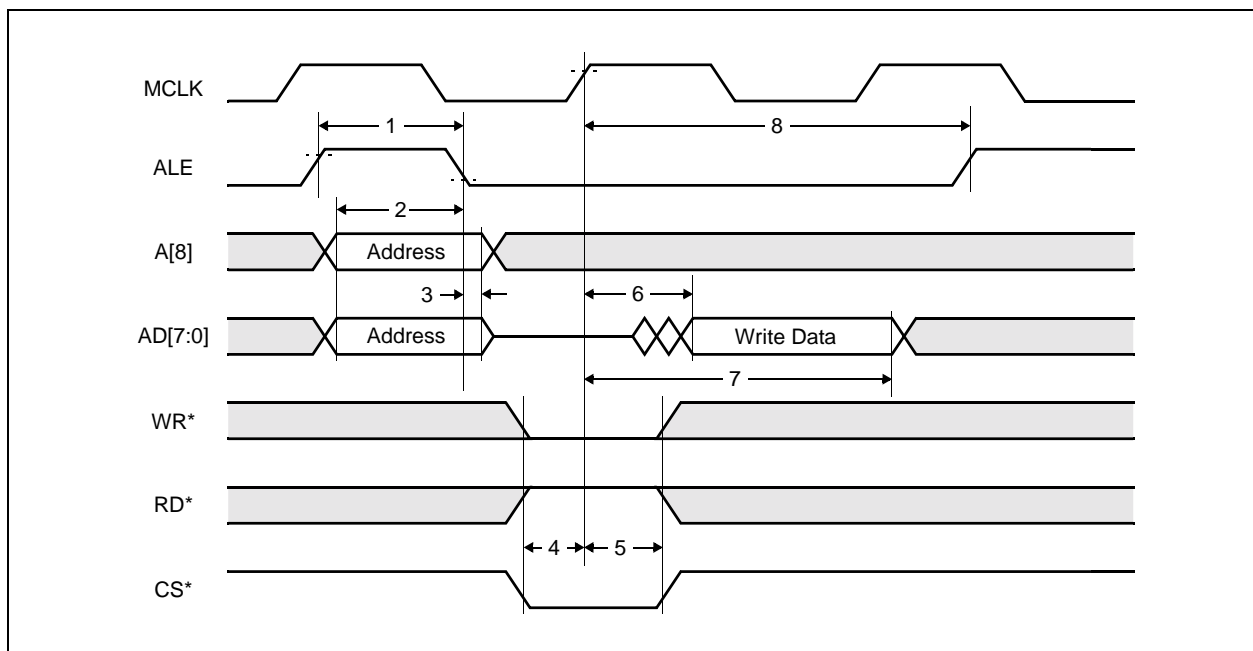 MCLK
1 8
ALE
2
A[8] Address
3 6
AD[7:0] Address Write Data
7
WR*
RD*
4 5
CS*